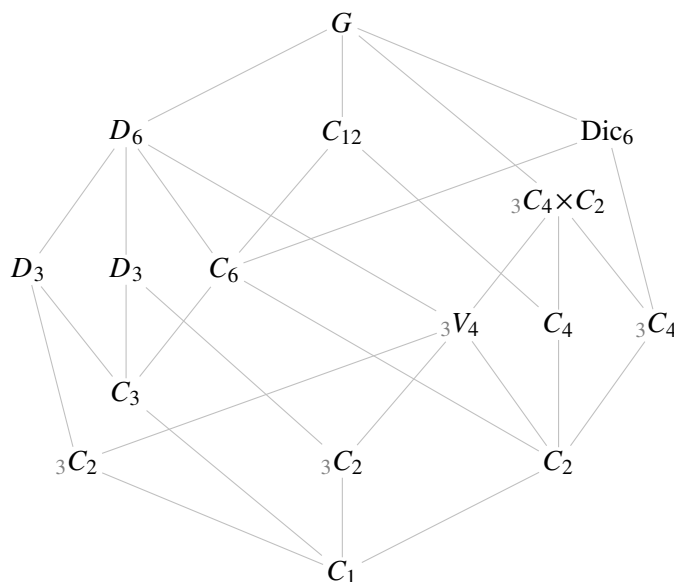 G
D₆ C₁₂ Dic₆
₃C₄×C₂
D₃ D₃ C₆
₃V₄ C₄ ₃C₄
C₃
₃C₂ ₃C₂ C₂
C₁